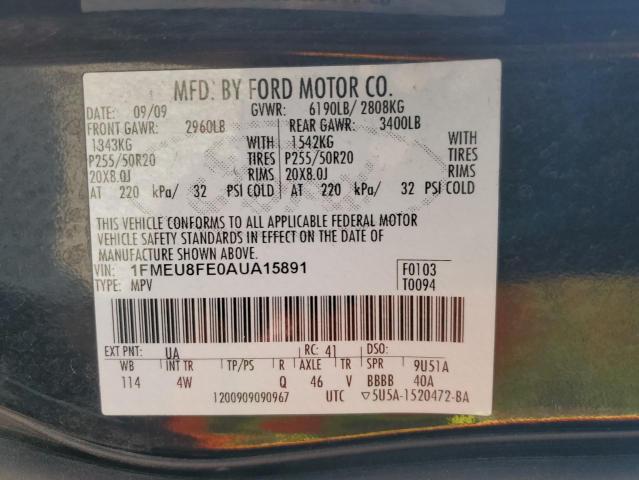 MFD. BY FORD MOTOR CO.
DATE: 09/09 GVWR: 6190LB/ 2808KG
FRONT GAWR: 2960LB REAR GAWR: 3400LB
1343KG WITH 1542KG WITH
P255/50R20 TIRES P255/50R20 TIRES
20X8.0J RIMS 20X8.0J RIMS
AT 220 kPa/ 32 PSI COLD AT 220 kPa/ 32 PSI COLD
THIS VEHICLE CONFORMS TO ALL APPLICABLE FEDERAL MOTOR
VEHICLE SAFETY STANDARDS IN EFFECT ON THE DATE OF
MANUFACTURE SHOWN ABOVE.
VIN: 1FMEU8FE0AUA15891 F0103
TYPE: MPV T0094
EXT PNT: UA RC: 41 DSO:
WB INT TR TP/PS R AXLE TR SPR 9U51A
114 4W Q 46 V BBBB 40A
1200909090967 UTC ▽5U5A-1520472-BA